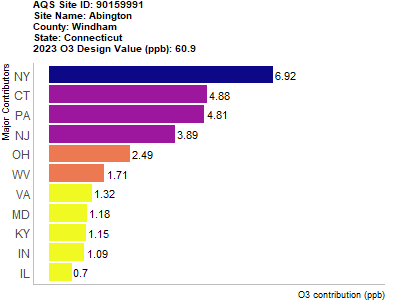 AQS Site ID: 90159991
Site Name: Abington
County: Windham
State: Connecticut
2023 O3 Design Value (ppb): 60.9
Major Contributors
NY 6.92
CT 4.88
PA 4.81
NJ 3.89
OH 2.49
WV 1.71
VA 1.32
MD 1.18
KY 1.15
IN 1.09
IL 0.7
O3 contribution (ppb)